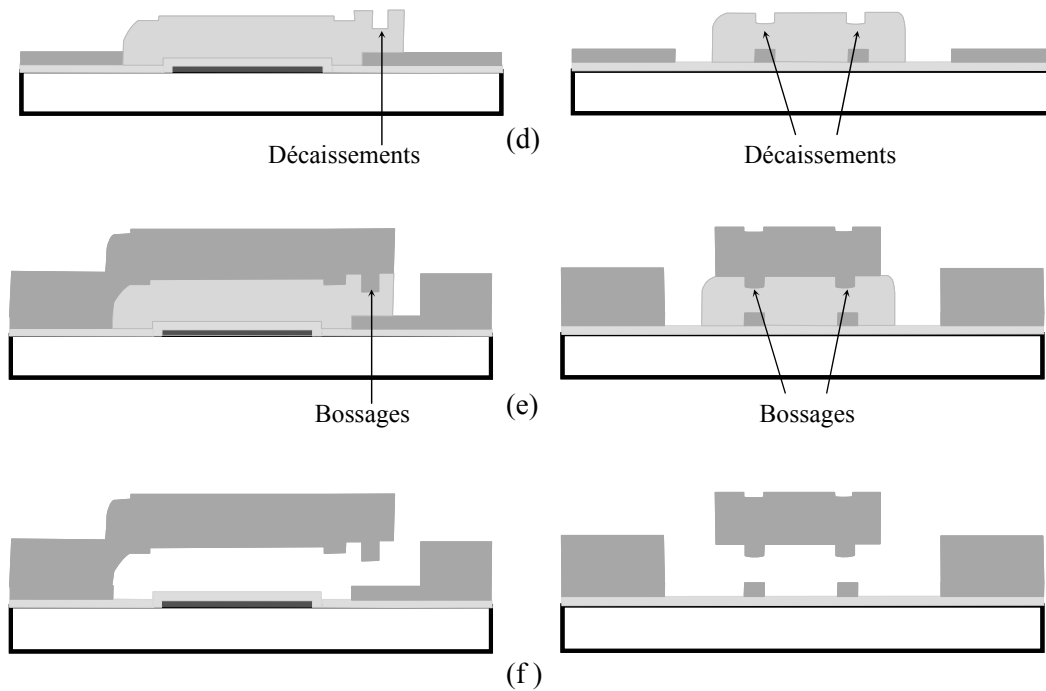 (d)
Décaissements Décaissements
(e)
Bossages Bossages
(f )